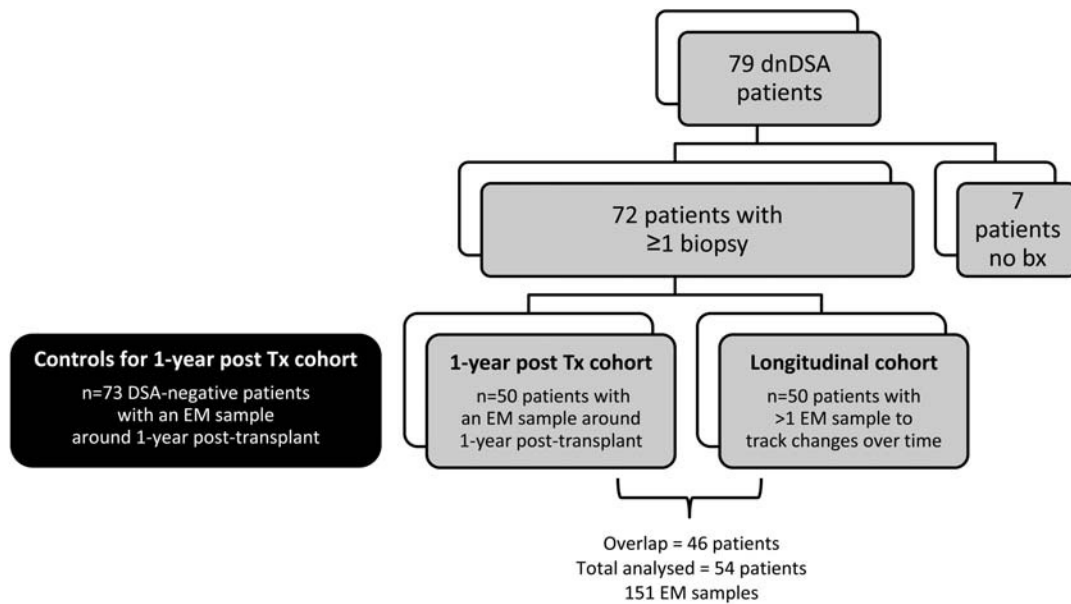 79 dnDSA
patients
72 patients with
≥1 biopsy
7
patients
no bx
Controls for 1-year post Tx cohort
n=73 DSA-negative patients
with an EM sample
around 1-year post-transplant
1-year post Tx cohort
n=50 patients with
an EM sample around
1-year post-transplant
Longitudinal cohort
n=50 patients with
>1 EM sample to
track changes over time
Overlap = 46 patients
Total analysed = 54 patients
151 EM samples